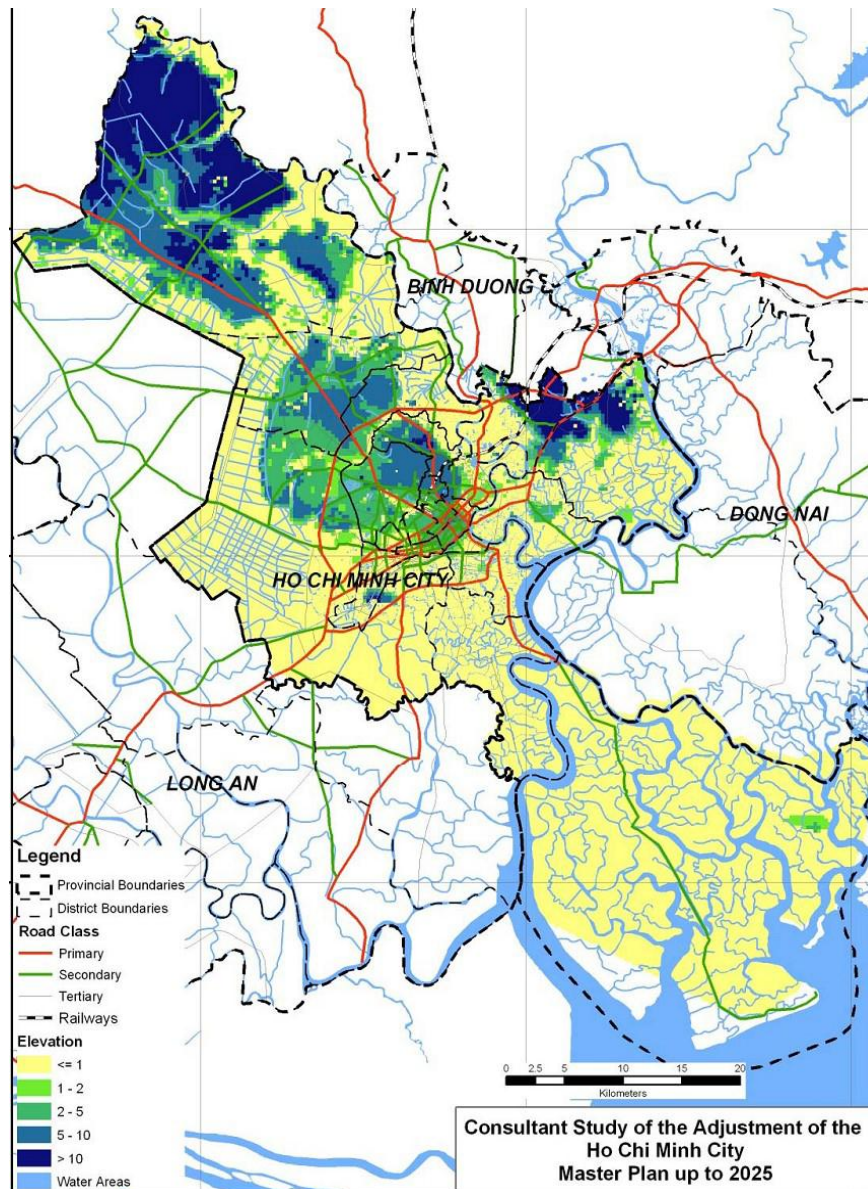 BINH DUONG
DONG NAI
HO CHI MINH CITY
LONG AN
Legend
Provincial Boundaries
District Boundaries
Road Class
Primary
Secondary
Tertiary
Railways
Elevation
<= 1
1 - 2
2 - 5
5 - 10
> 10
Water Areas
0 2.5 5 10 15 20
Kilometers
Consultant Study of the Adjustment of the
Ho Chi Minh City
Master Plan up to 2025